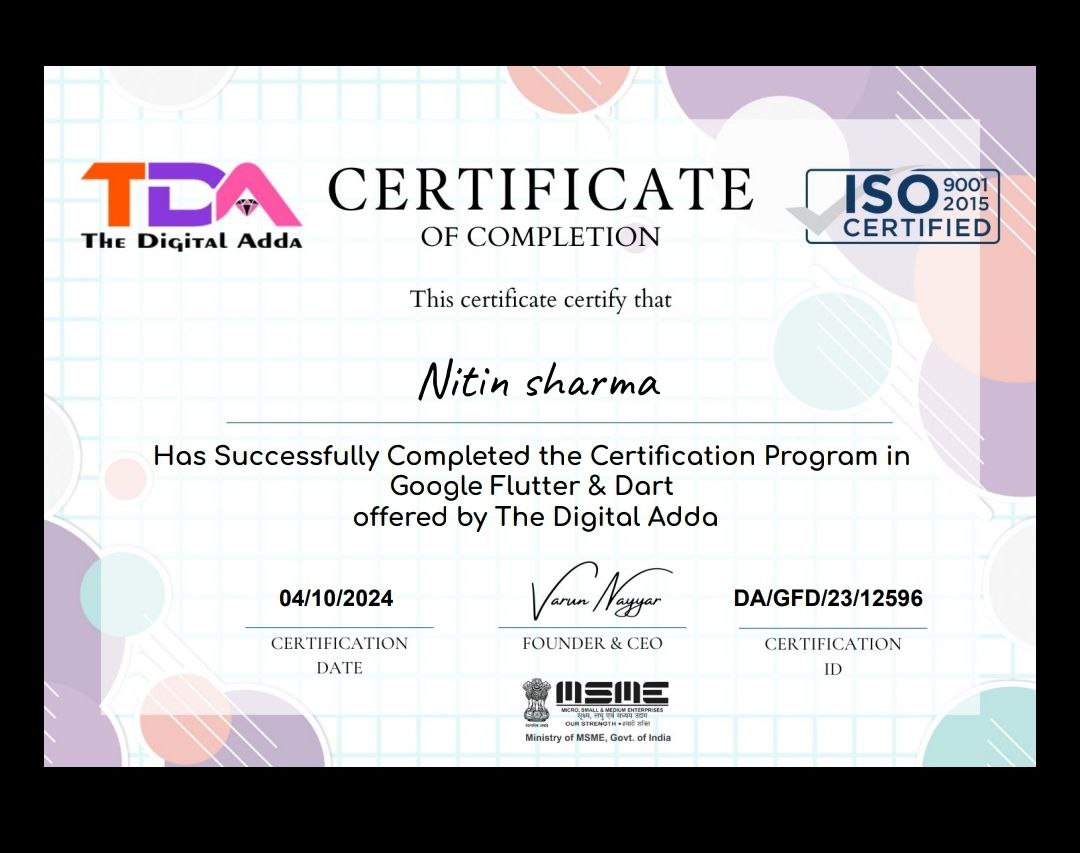 TDA
The Digital Adda
CERTIFICATE
OF COMPLETION
ISO 9001
2015
CERTIFIED
This certificate certify that
Nitin sharma
Has Successfully Completed the Certification Program in
Google Flutter & Dart
offered by The Digital Adda
04/10/2024
CERTIFICATION
DATE
Varun Nayyar
FOUNDER & CEO
DA/GFD/23/12596
CERTIFICATION
ID
सत्यमेव जयते
MSME
MICRO, SMALL & MEDIUM ENTERPRISES
सूक्ष्म, लघु एवं मध्यम उद्यम
OUR STRENGTH • हमारी शक्ति
Ministry of MSME, Govt. of India